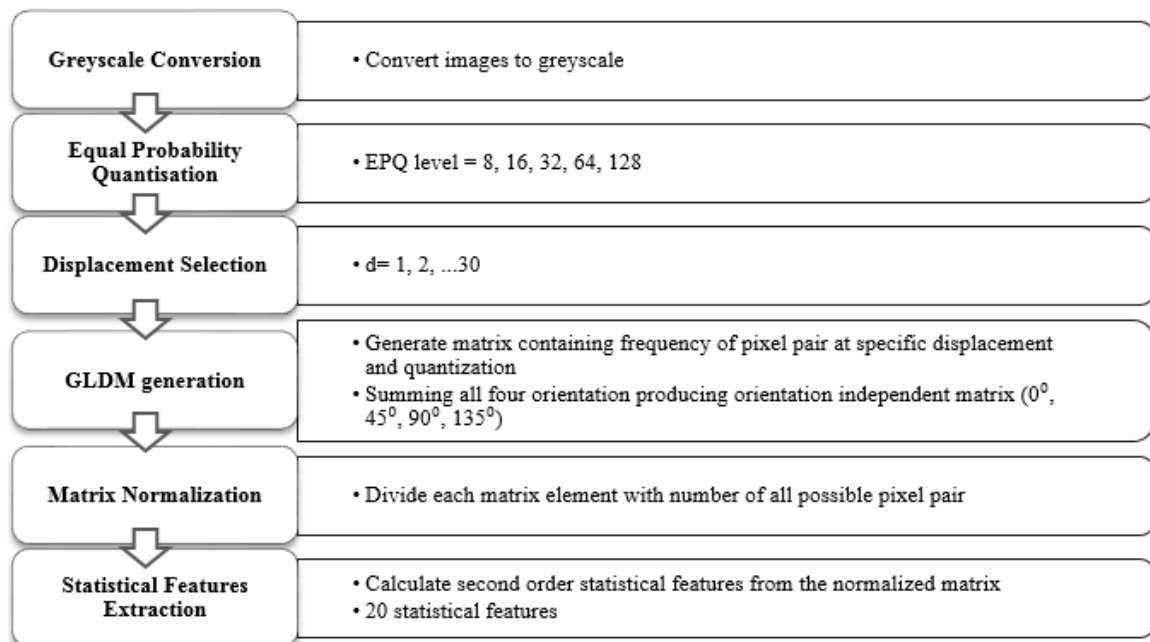 Greyscale Conversion
• Convert images to greyscale
Equal Probability
Quantisation
• EPQ level = 8, 16, 32, 64, 128
Displacement Selection
• d= 1, 2, ...30
GLDM generation
• Generate matrix containing frequency of pixel pair at specific displacement
and quantization
• Summing all four orientation producing orientation independent matrix (0⁰,
45⁰, 90⁰, 135⁰)
Matrix Normalization
• Divide each matrix element with number of all possible pixel pair
Statistical Features
Extraction
• Calculate second order statistical features from the normalized matrix
• 20 statistical features